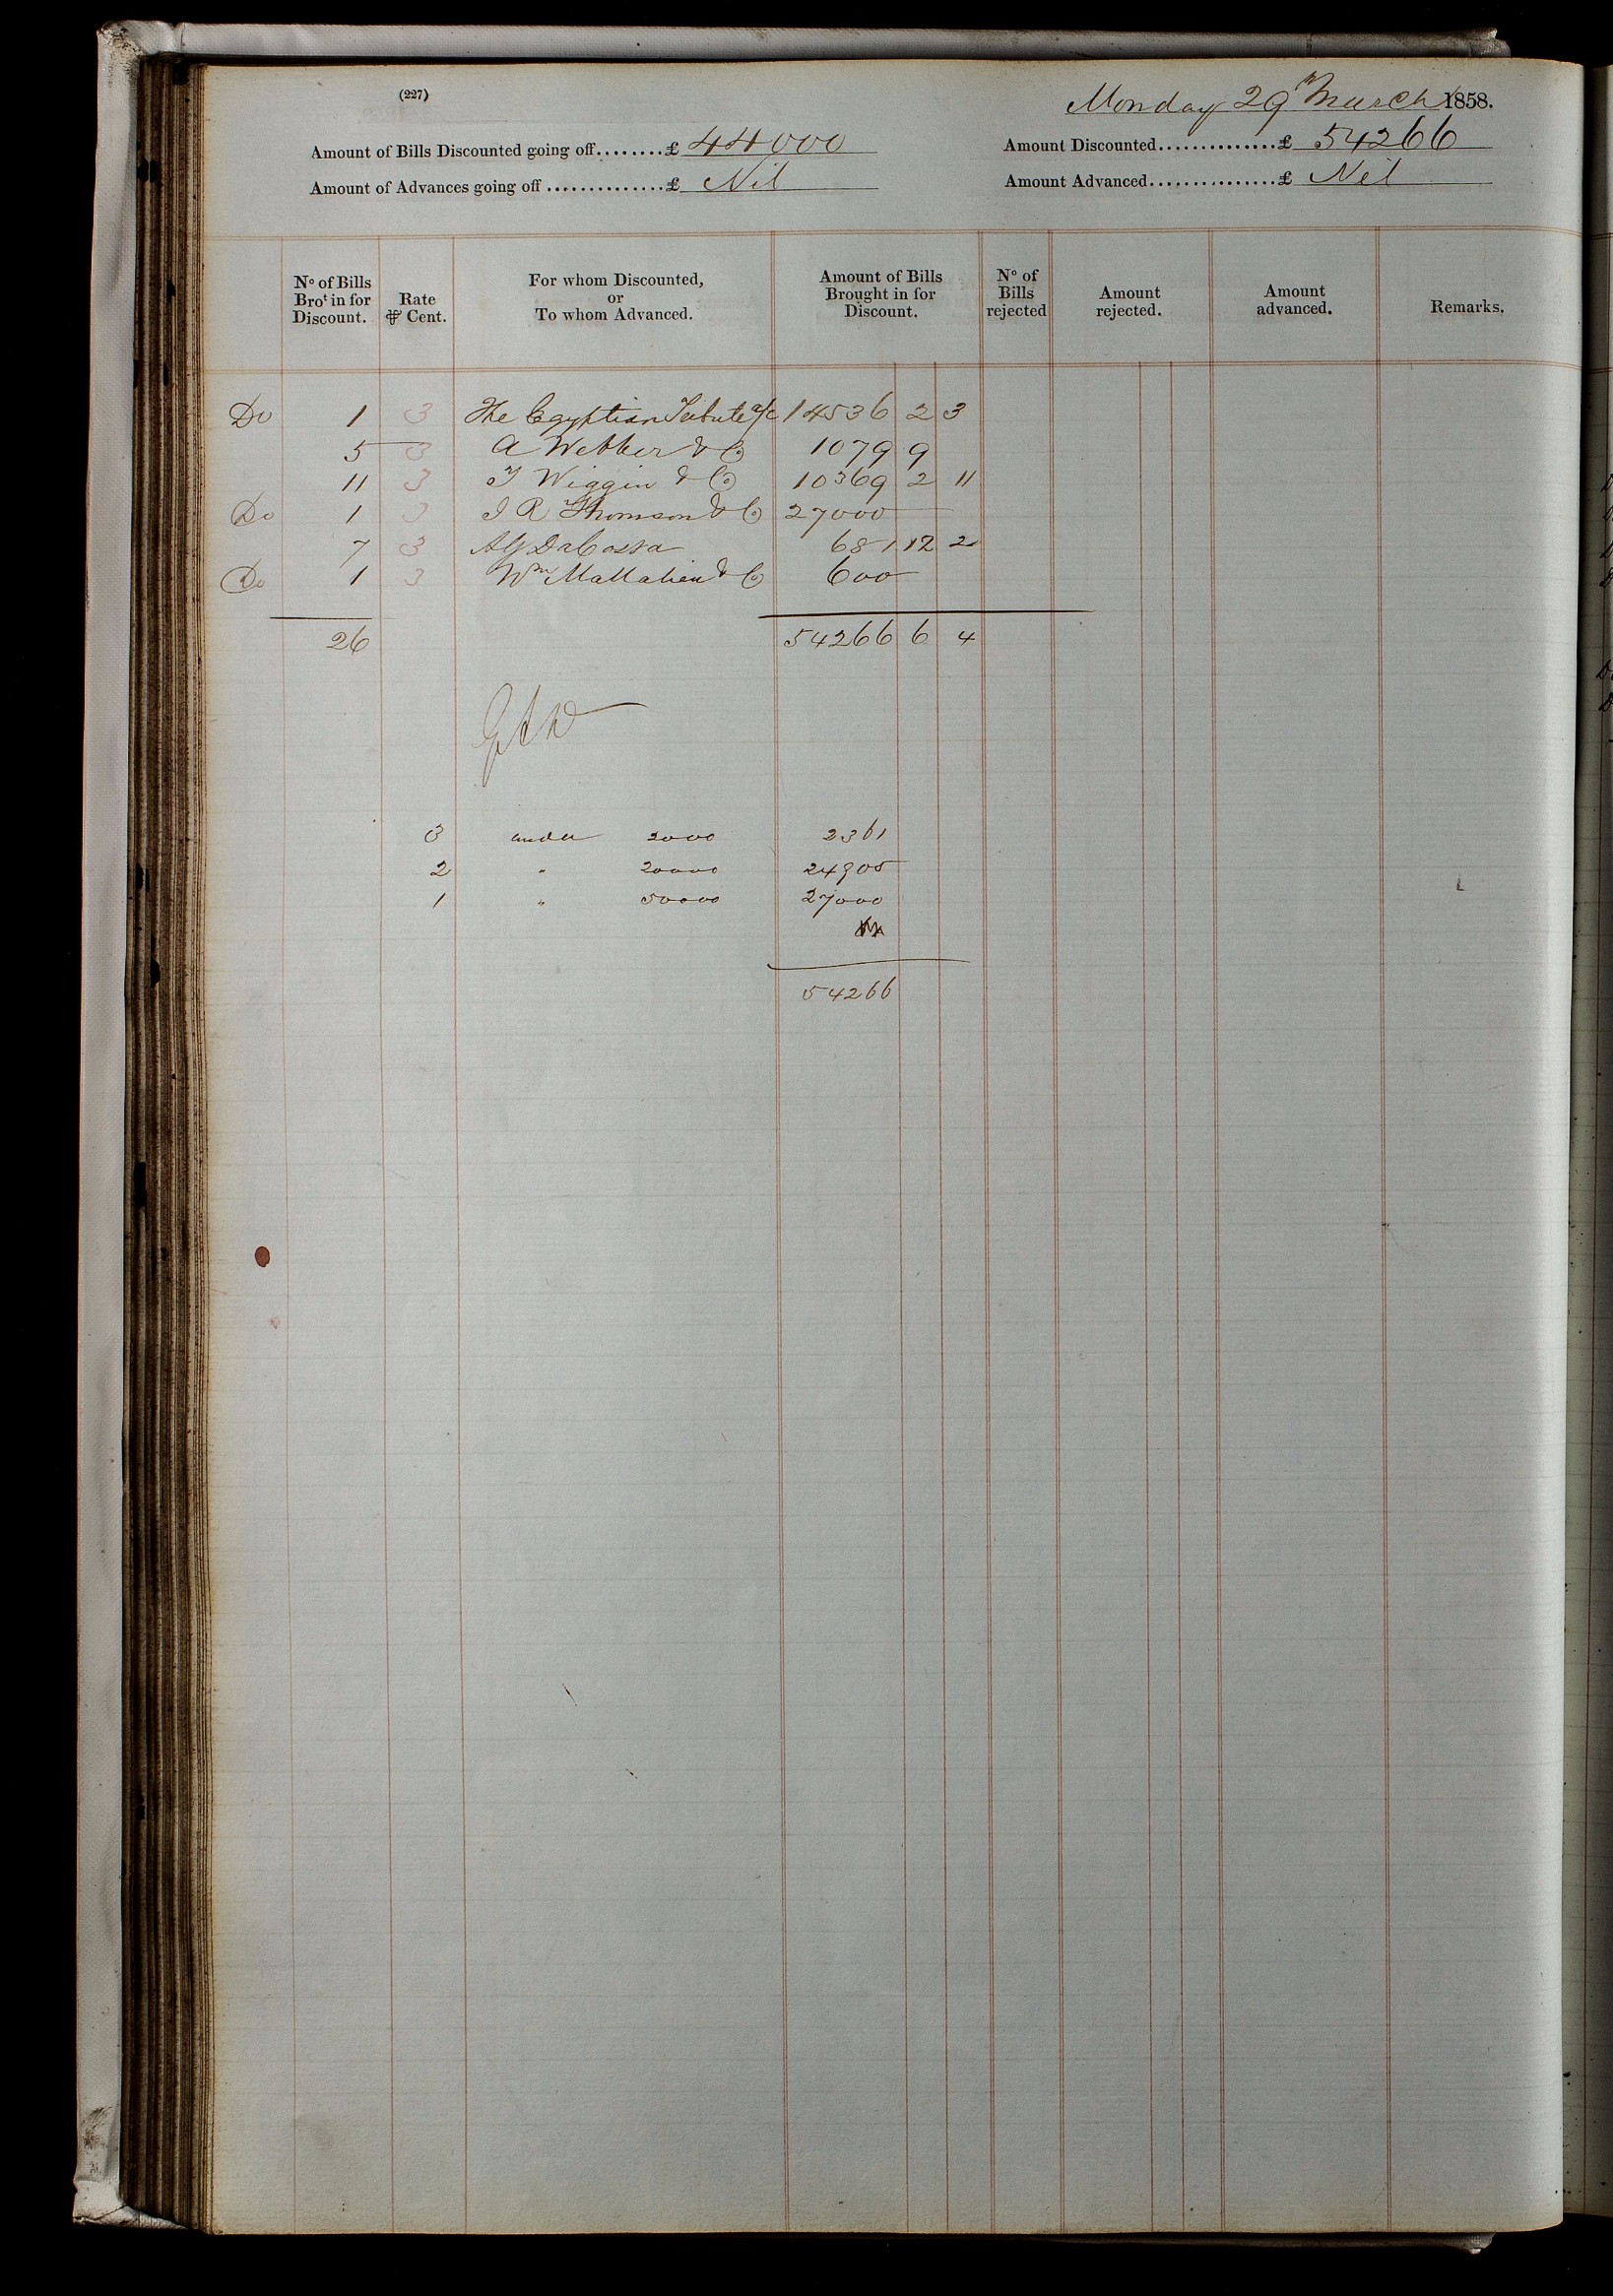 (227)
Monday 29th March 1858.
Amount of Bills Discounted going off........£ 44000
Amount Discounted...............£ 54266
Amount of Advances going off...............£ Nil
Amount Advanced................£ Nil
No of Bills Brot in for Discount. Rate ⅌ Cent. For whom Discounted, or To whom Advanced. Amount of Bills Brought in for Discount. No of Bills rejected Amount rejected. Amount advanced. Remarks.
Do 1 3 The Egyptian Tribute a/c 14536 2 3
5 3 A Webber & Co 1079 9
11 3 T Wiggin & Co 10369 2 11
Do 1 3 J R Thomson & Co 27000
7 3 DaCossa 681 12 2
Do 1 3 Wm Mallalieu & Co 600
26 54266 6 4
3 under 2000 2361
2 " 20000 24905
1 " 50000 27000
54266